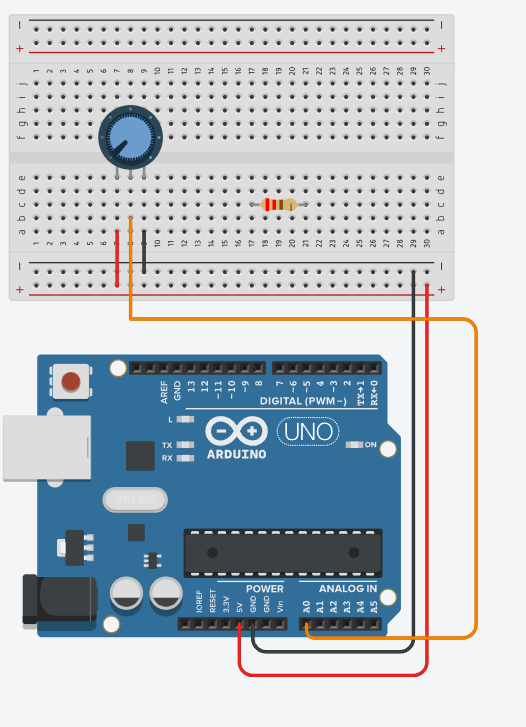 − −
+ +
1 2 3 4 5 6 7 8 9 10 11 12 13 14 15 16 17 18 19 20 21 22 23 24 25 26 27 28 29 30
j j
i i
h h
g g
f f
e e
d d
c c
b b
a a
1 2 3 4 5 6 7 8 9 10 11 12 13 14 15 16 17 18 19 20 21 22 23 24 25 26 27 28 29 30
− −
+ +
AREF GND 13 12 ~11 ~10 ~9 8 7 ~6 ~5 4 ~3 2 TX→1 RX←0
DIGITAL (PWM ~)
L
TX
RX
ARDUINO
UNO
ON
POWER
ANALOG IN
IOREF RESET 3.3V 5V GND GND Vin A0 A1 A2 A3 A4 A5